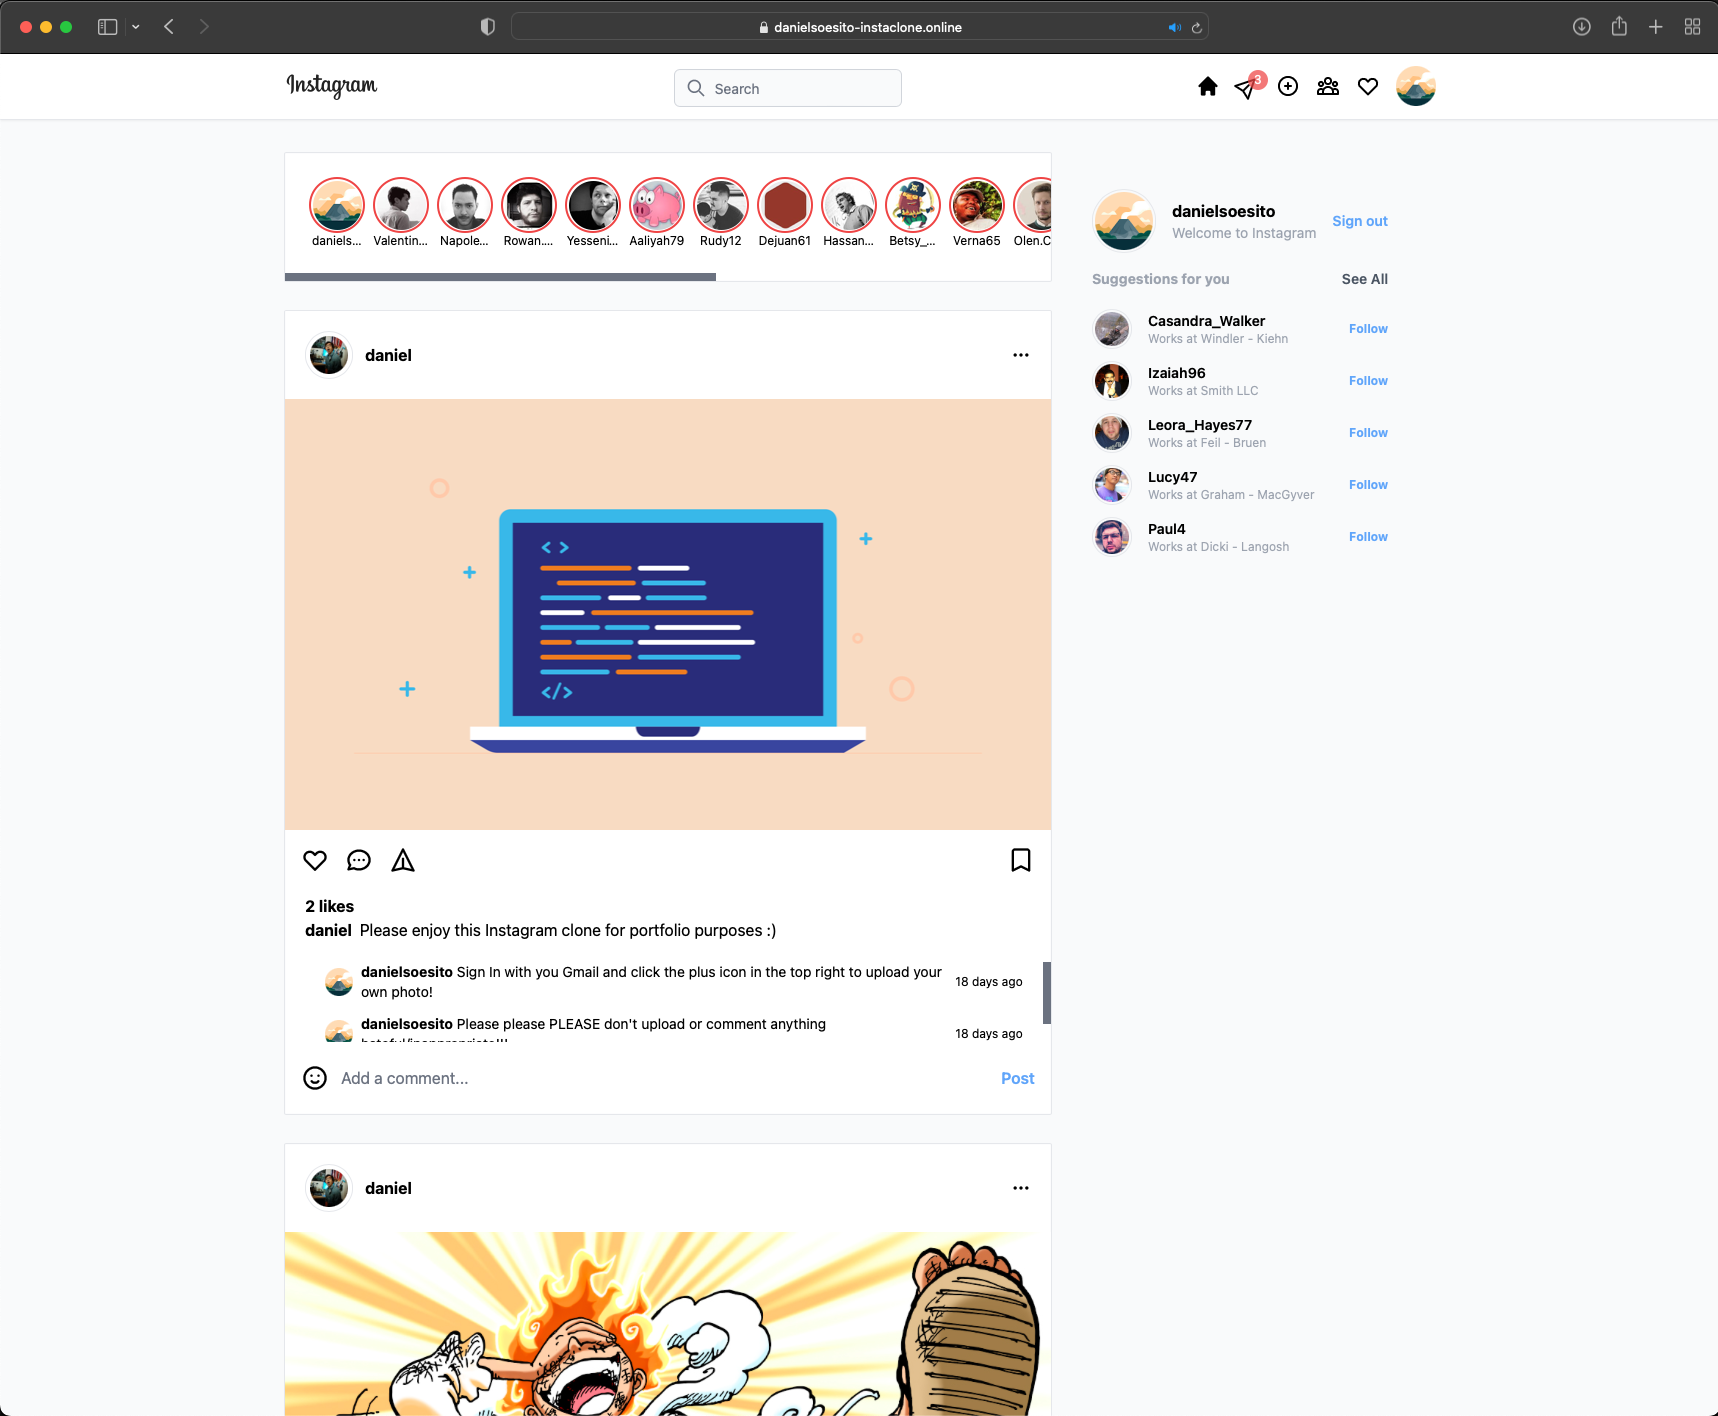 danielsoesito-instaclone.online
Instagram
Search
3
daniels...
Valentin...
Napole...
Rowan....
Yesseni...
Aaliyah79
Rudy12
Dejuan61
Hassan...
Betsy_...
Verna65
Olen.C
danielsoesito
Welcome to Instagram
Sign out
Suggestions for you
See All
Casandra_Walker
Works at Windler - Kiehn
Follow
Izaiah96
Works at Smith LLC
Follow
Leora_Hayes77
Works at Feil - Bruen
Follow
Lucy47
Works at Graham - MacGyver
Follow
Paul4
Works at Dicki - Langosh
Follow
daniel
< >
</>
2 likes
daniel Please enjoy this Instagram clone for portfolio purposes :)
danielsoesito Sign In with you Gmail and click the plus icon in the top right to upload your
own photo!
18 days ago
danielsoesito Please please PLEASE don't upload or comment anything
18 days ago
Add a comment...
Post
daniel